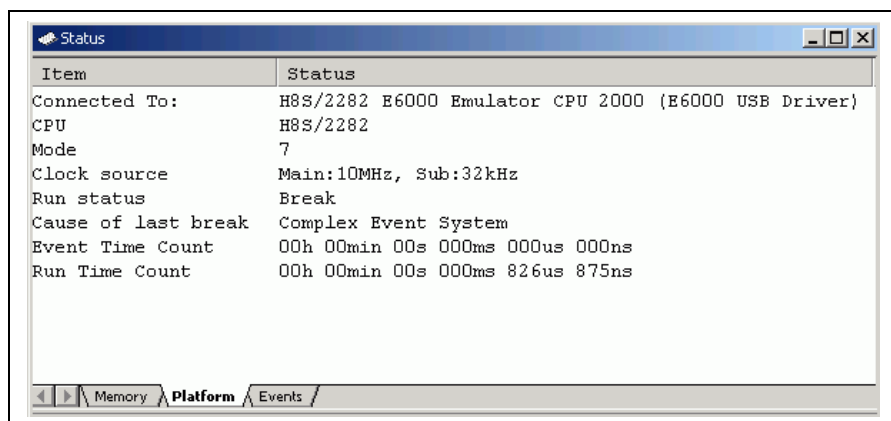 Status
Item Status
Connected To: H8S/2282 E6000 Emulator CPU 2000 (E6000 USB Driver)
CPU H8S/2282
Mode 7
Clock source Main:10MHz, Sub:32kHz
Run status Break
Cause of last break Complex Event System
Event Time Count 00h 00min 00s 000ms 000us 000ns
Run Time Count 00h 00min 00s 000ms 826us 875ns
Memory Platform Events